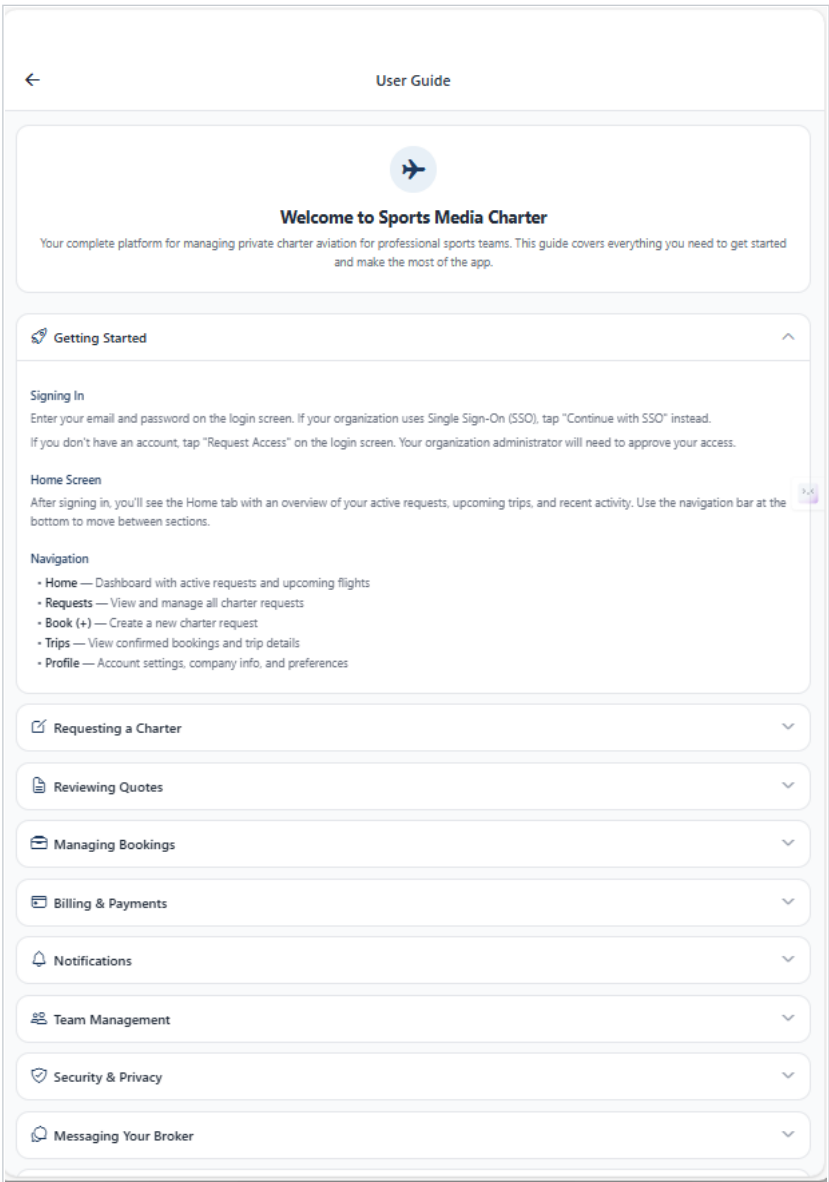 User Guide
Welcome to Sports Media Charter
Your complete platform for managing private charter aviation for professional sports teams. This guide covers everything you need to get started
and make the most of the app.
Getting Started
Signing In
Enter your email and password on the login screen. If your organization uses Single Sign-On (SSO), tap "Continue with SSO" instead.
If you don't have an account, tap "Request Access" on the login screen. Your organization administrator will need to approve your access.
Home Screen
After signing in, you'll see the Home tab with an overview of your active requests, upcoming trips, and recent activity. Use the navigation bar at the
bottom to move between sections.
Navigation
• Home — Dashboard with active requests and upcoming flights
• Requests — View and manage all charter requests
• Book (+) — Create a new charter request
• Trips — View confirmed bookings and trip details
• Profile — Account settings, company info, and preferences
Requesting a Charter
Reviewing Quotes
Managing Bookings
Billing & Payments
Notifications
Team Management
Security & Privacy
Messaging Your Broker